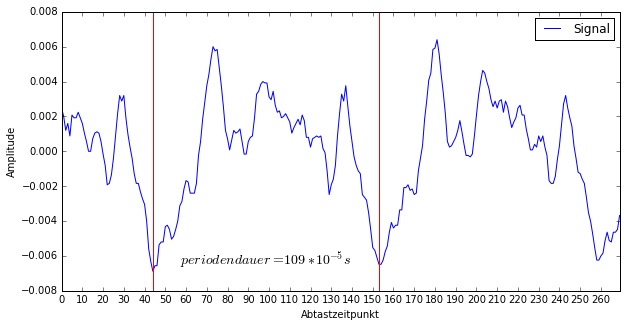 0.008
0.006
0.004
0.002
0.000
−0.002
−0.004
−0.006
−0.008
Amplitude
Signal
periodendauer = 109 ∗ 10⁻⁵ s
0 10 20 30 40 50 60 70 80 90 100 110 120 130 140 150 160 170 180 190 200 210 220 230 240 250 260
Abtastzeitpunkt